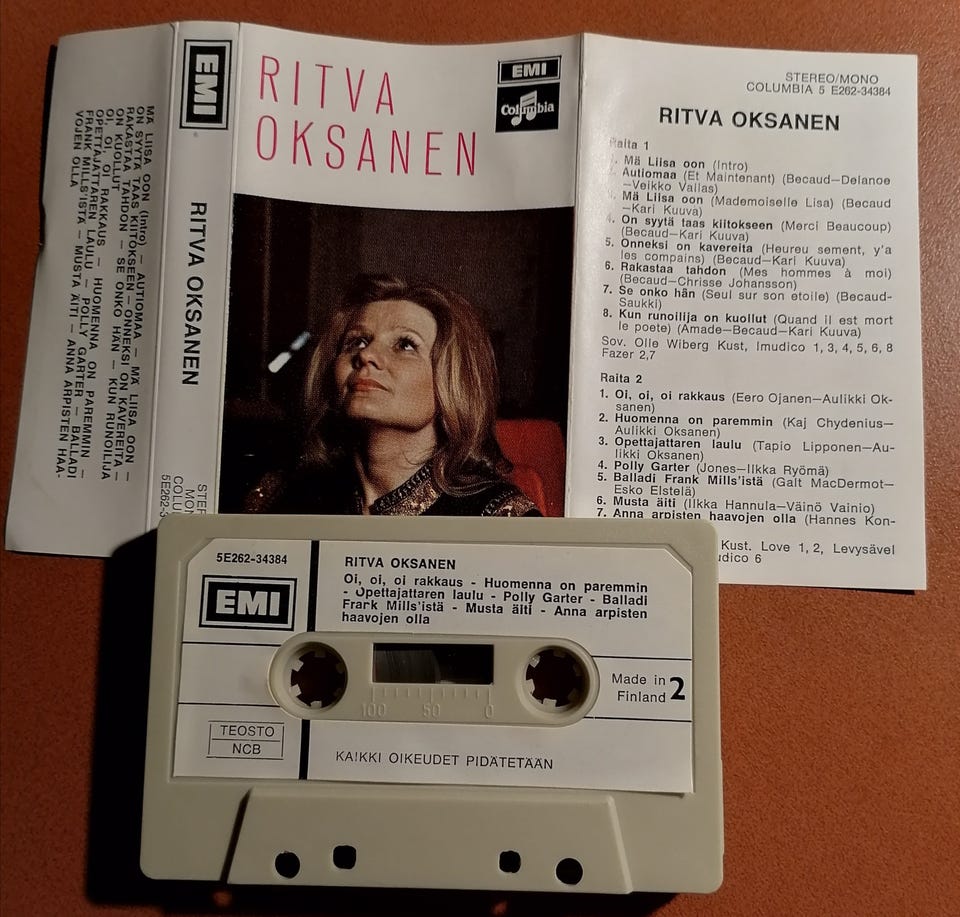 MÄ LIISA OON (Intro) — AUTIOMAA — MÄ LIISA OON —
ON SYYTÄ TAAS KIITOKSEEN — ONNEKSI ON KAVEREITA —
RAKASTAA TAHDON — SE ONKO HÄN — KUN RUNOILIJA
ON KUOLLUT
OI, OI, OI RAKKAUS — HUOMENNA ON PAREMMIN —
OPETTAJATTAREN LAULU — POLLY GARTER — BALLADI
FRANK MILLS'ISTÄ — MUSTA ÄITI — ANNA ARPISTEN HAA-
VOJEN OLLA
EMI
RITVA OKSANEN
5E262-3
RITVA
OKSANEN
EMI
Columbia
STEREO/MONO
COLUMBIA 5 E262-34384
RITVA OKSANEN
Raita 1
Mä Liisa oon (Intro)
Autiomaa (Et Maintenant) (Becaud—Delanoe
—Veikko Vallas)
Mä Liisa oon (Mademoiselle Lisa) (Becaud
—Kari Kuuva)
4. On syytä taas kiitokseen (Merci Beaucoup)
(Becaud—Kari Kuuva)
5. Onneksi on kavereita (Heureu sement, y'a
les compains) (Becaud—Kari Kuuva)
6. Rakastaa tahdon (Mes hommes à moi)
(Becaud—Chrisse Johansson)
7. Se onko hän (Seul sur son etoile) (Becaud-
Saukki)
8. Kun runoilija on kuollut (Quand il est mort
le poete) (Amade—Becaud—Kari Kuuva)
Sov. Olle Wiberg Kust, Imudico 1, 3, 4, 5, 6, 8
Fazer 2,7
Raita 2
1. Oi, oi, oi rakkaus (Eero Ojanen—Aulikki Ok-
sanen)
2. Huomenna on paremmin (Kaj Chydenius—
Aulikki Oksanen)
3. Opettajattaren laulu (Tapio Lipponen—Au-
likki Oksanen)
4. Polly Garter (Jones—Ilkka Ryömä)
5. Balladi Frank Mills'istä (Galt MacDermot—
Esko Elstelä)
6. Musta äiti (Ilkka Hannula—Väinö Vainio)
7. Anna arpisten haavojen olla (Hannes Kon-
Kust. Love 1, 2, Levysävel
udico 6
5E262-34384
EMI
RITVA OKSANEN
Oi, oi, oi rakkaus - Huomenna on paremmin
- Opettajattaren laulu - Polly Garter - Balladi
Frank Mills'istä - Musta äiti - Anna arpisten
haavojen olla
100 50 0
Made in
Finland 2
TEOSTO
NCB
KAIKKI OIKEUDET PIDÄTETÄÄN